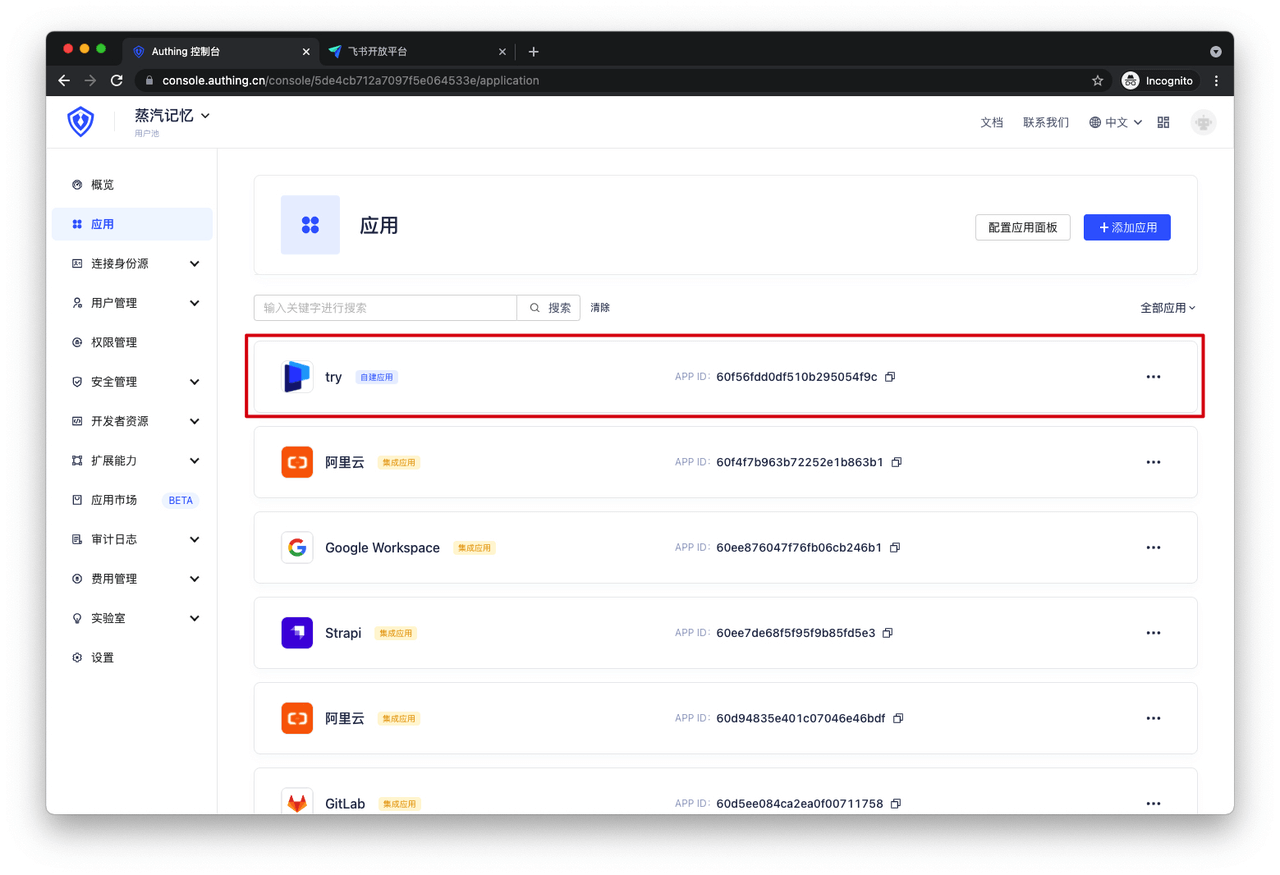 Authing 控制台
飞书开放平台
console.authing.cn/console/5de4cb712a7097f5e064533e/application
Incognito
蒸汽记忆
用户池
文档 联系我们 中文
概览
应用
连接身份源
用户管理
权限管理
安全管理
开发者资源
扩展能力
应用市场 BETA
审计日志
费用管理
实验室
设置
应用
配置应用面板
添加应用
输入关键字进行搜索 搜索 清除
全部应用
try 自建应用 APP ID: 60f56fdd0df510b295054f9c
阿里云 集成应用 APP ID: 60f4f7b963b72252e1b863b1
Google Workspace 集成应用 APP ID: 60ee876047f76fb06cb246b1
Strapi 集成应用 APP ID: 60ee7de68f5f95f9b85fd5e3
阿里云 集成应用 APP ID: 60d94835e401c07046e46bdf
GitLab 集成应用 APP ID: 60d5ee084ca2ea0f00711758